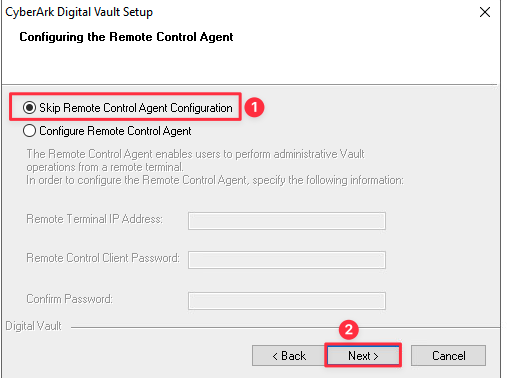 CyberArk Digital Vault Setup
Configuring the Remote Control Agent
Skip Remote Control Agent Configuration
1
Configure Remote Control Agent
The Remote Control Agent enables users to perform administrative Vault
operations from a remote terminal.
In order to configure the Remote Control Agent, specify the following information:
Remote Terminal IP Address:
Remote Control Client Password:
Confirm Password:
Digital Vault
2
< Back
Next >
Cancel